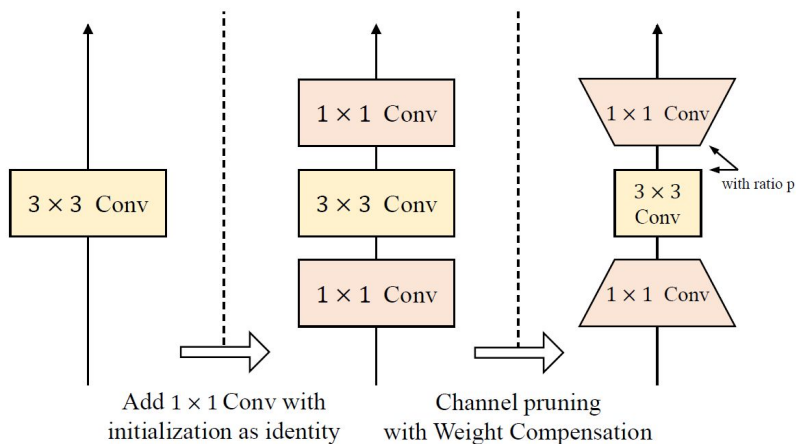 3 × 3 Conv
1 × 1 Conv
3 × 3 Conv
1 × 1 Conv
1 × 1 Conv
with ratio p
3 × 3
Conv
1 × 1 Conv
Add 1 × 1 Conv with
initialization as identity
Channel pruning
with Weight Compensation